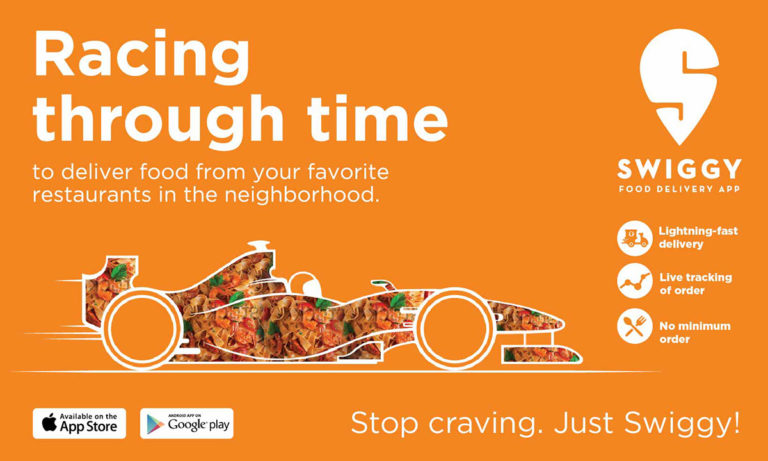 Racing
through time
to deliver food from your favorite
restaurants in the neighborhood.
SWIGGY
FOOD DELIVERY APP
Lightning-fast
delivery
Live tracking
of order
No minimum
order
Available on the
App Store
ANDROID APP ON
Google play
Stop craving. Just Swiggy!